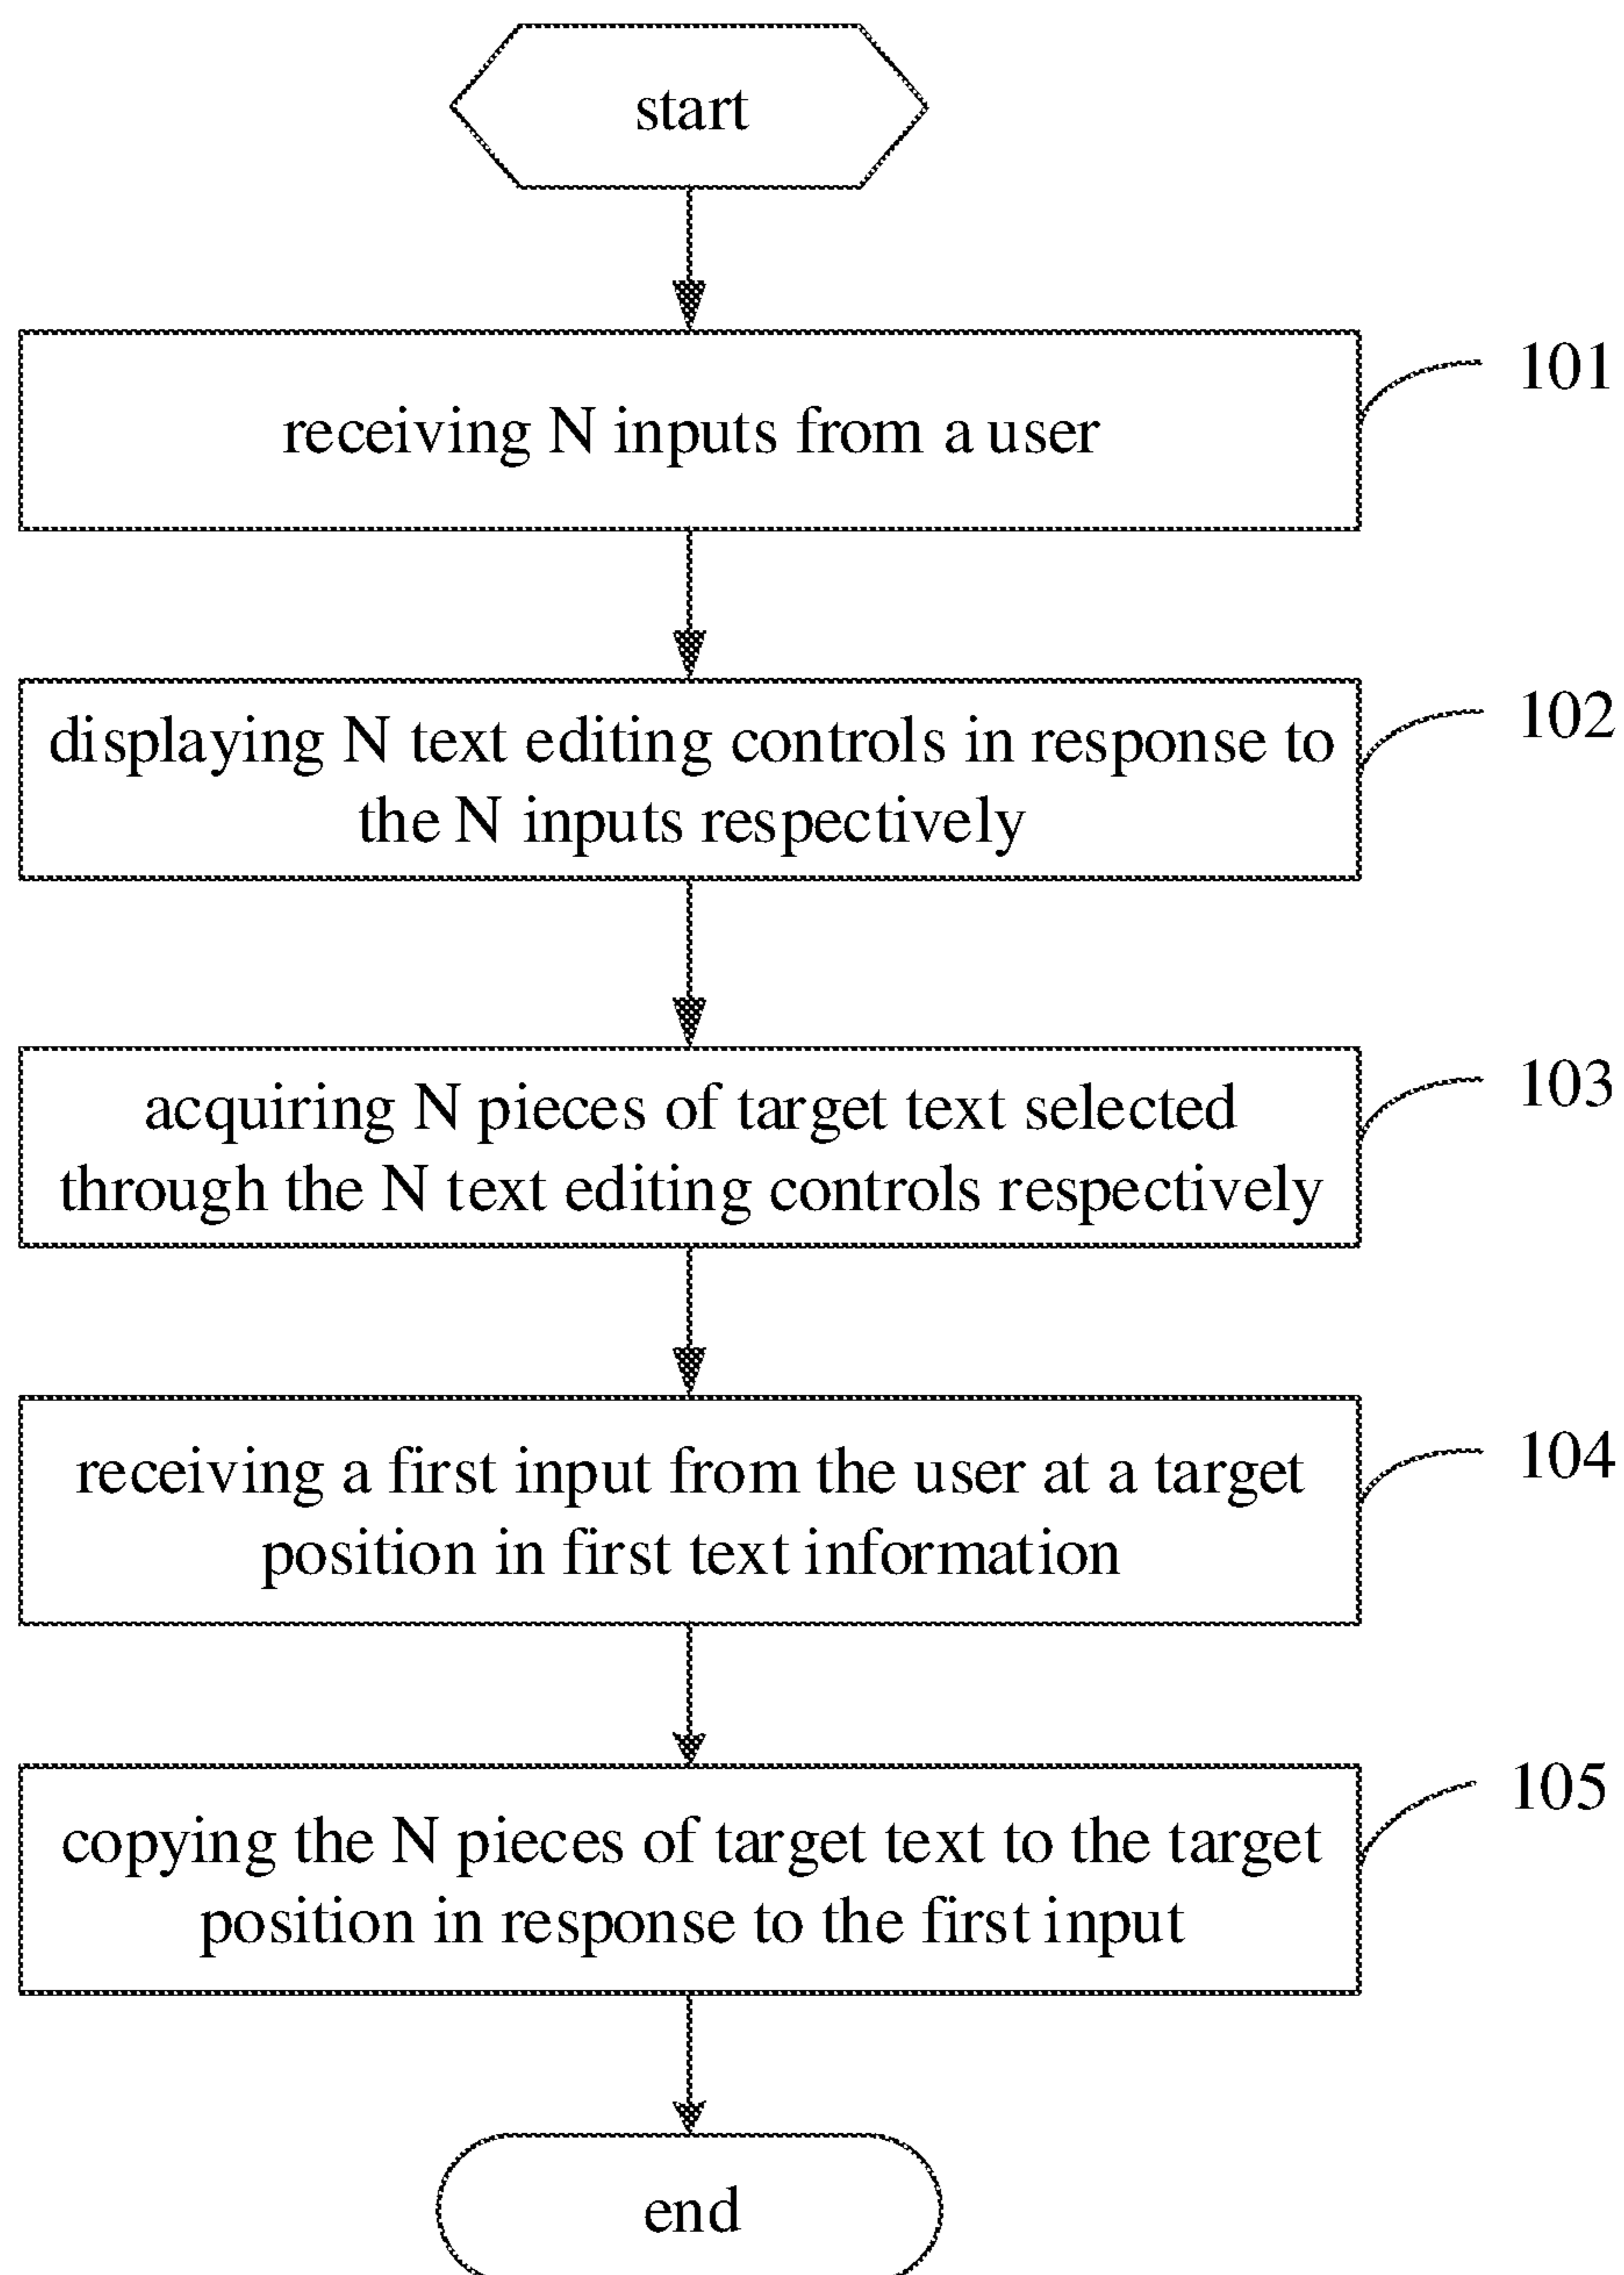 start
receiving N inputs from a user
101
displaying N text editing controls in response to
the N inputs respectively
102
acquiring N pieces of target text selected
through the N text editing controls respectively
103
receiving a first input from the user at a target
position in first text information
104
copying the N pieces of target text to the target
position in response to the first input
105
end